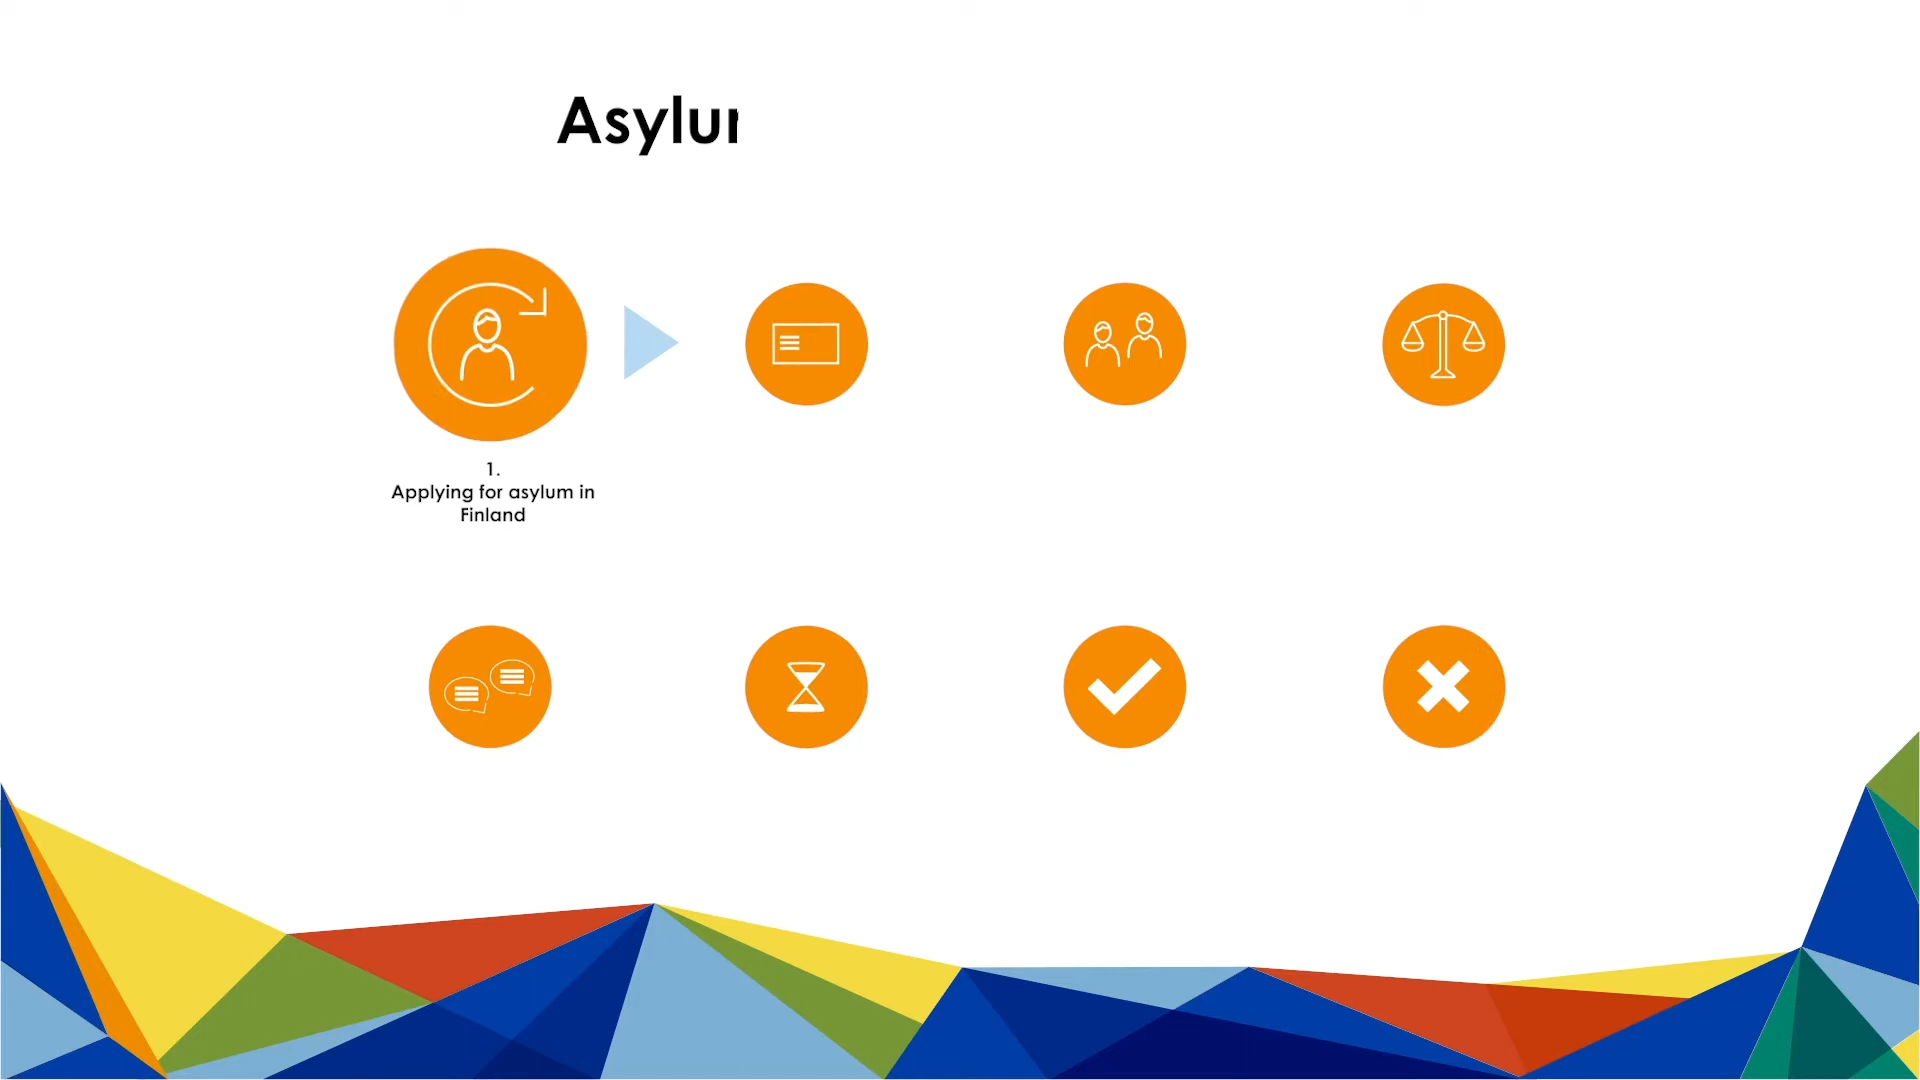 Asylu
1.
Applying for asylum in
Finland